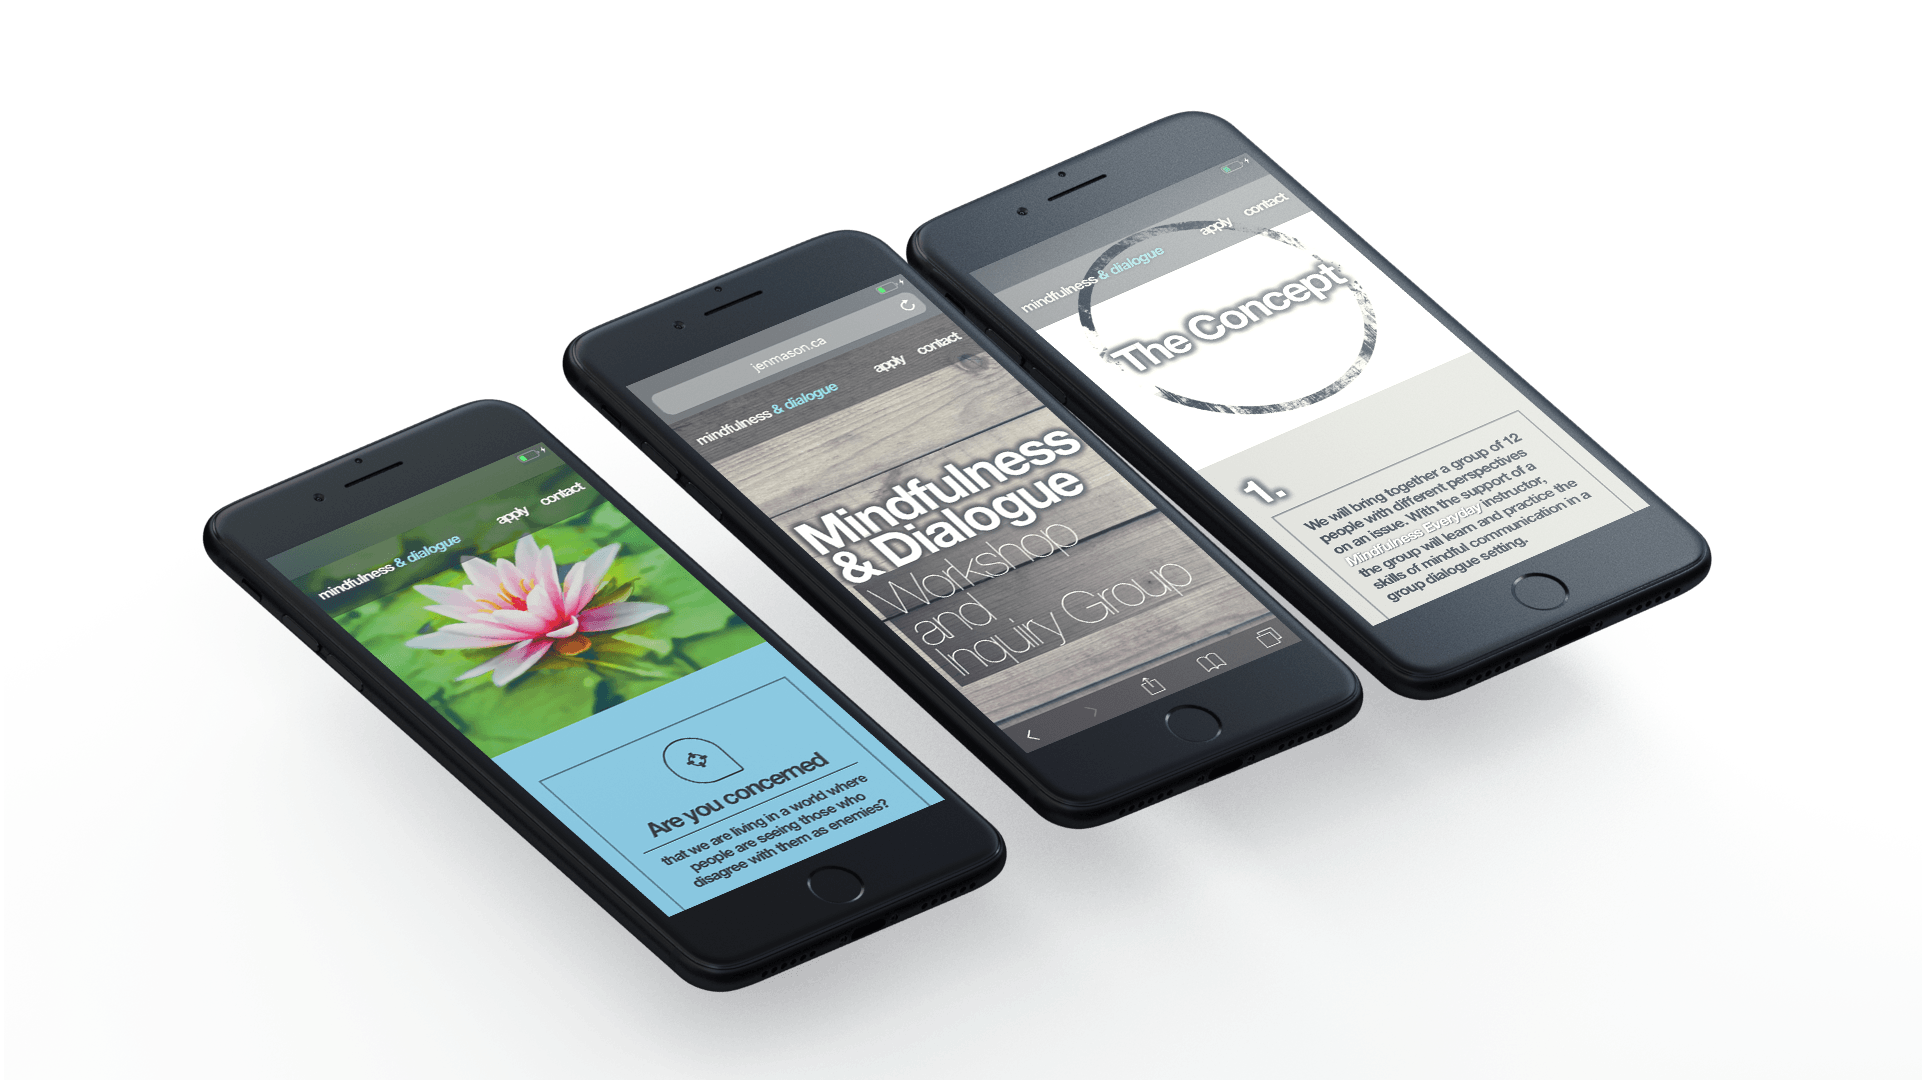 mindfulness & dialogue
apply
contact
Are you concerned
that we are living in a world where
people are seeing those who
disagree with them as enemies?
jenmason.ca
mindfulness & dialogue
apply
contact
Mindfulness
& Dialogue
Workshop
and
Inquiry Group
mindfulness & dialogue
apply
contact
The Concept
1.
We will bring together a group of 12
people with different perspectives
on an issue. With the support of a
Mindfulness Everyday instructor,
the group will learn and practice the
skills of mindful communication in a
group dialogue setting.